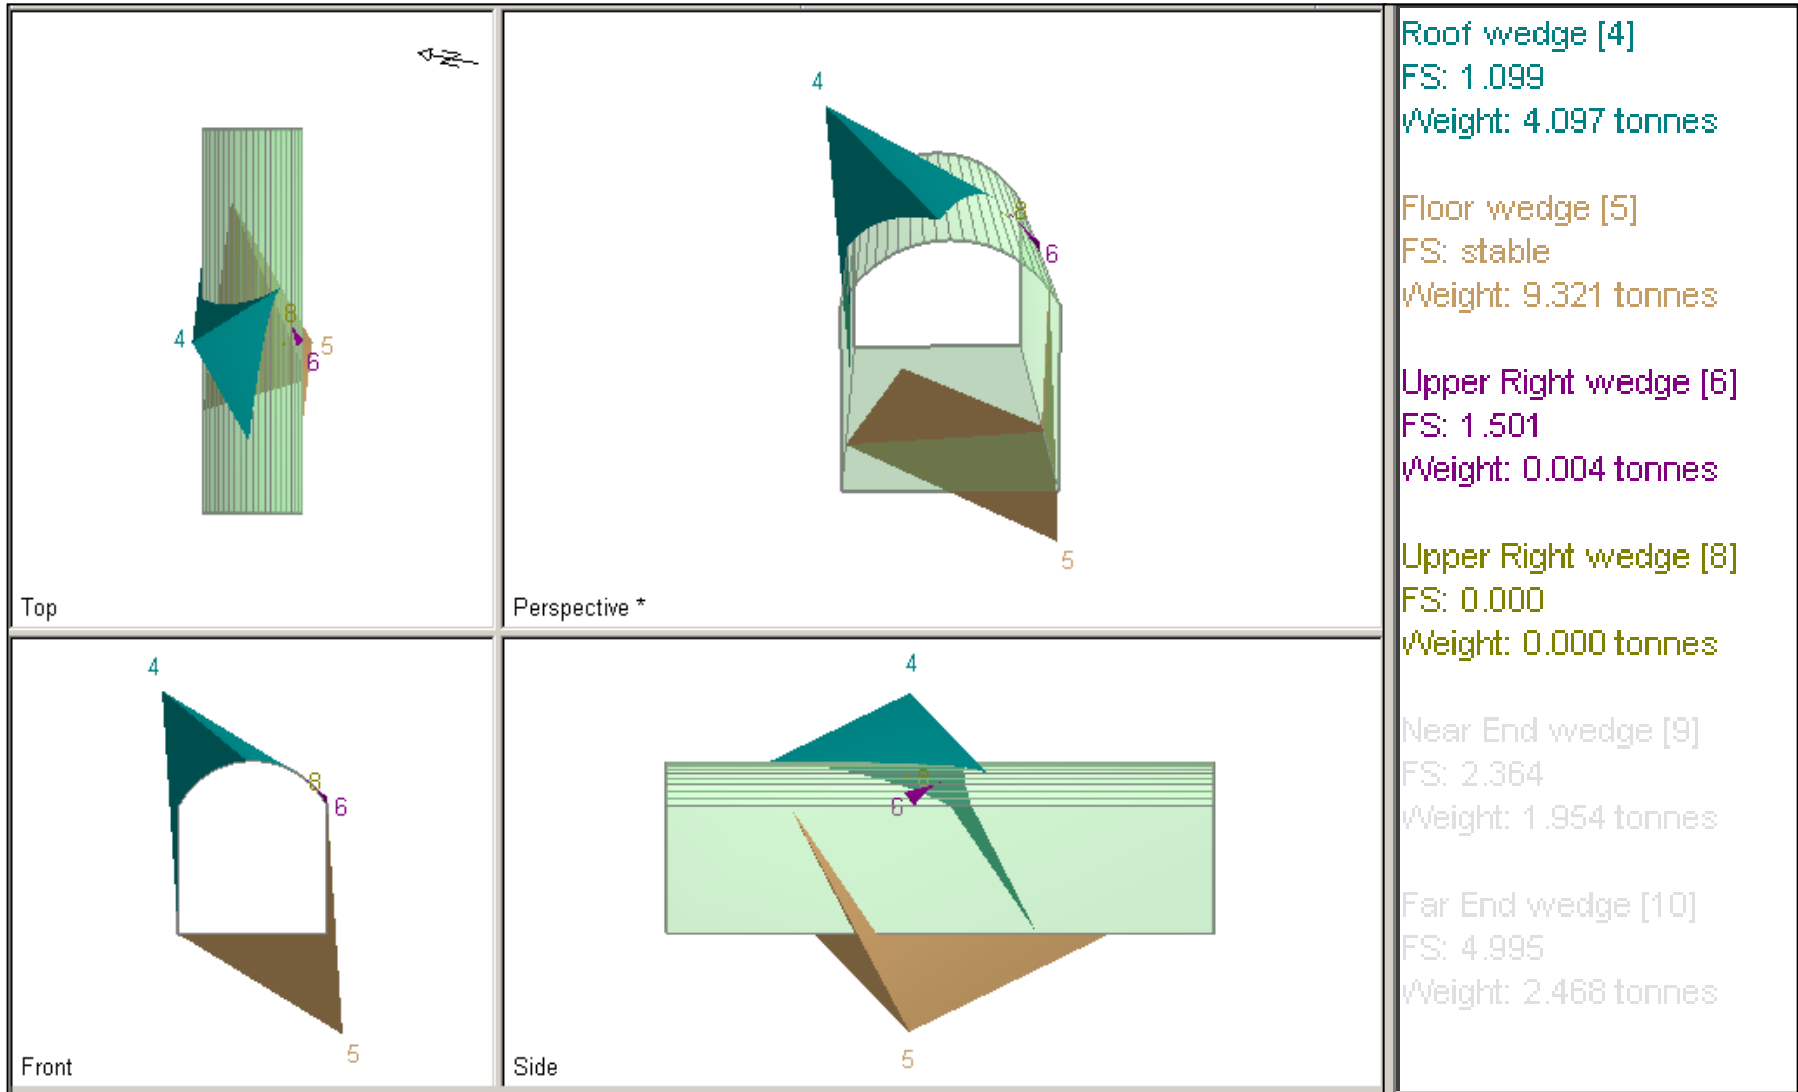 4
8
5
6
Top
4
8
6
5
Perspective *
4
8
6
5
Front
4
8
6
5
Side
Roof wedge [4]
FS: 1.099
Weight: 4.097 tonnes
Floor wedge [5]
FS: stable
Weight: 9.321 tonnes
Upper Right wedge [6]
FS: 1.501
Weight: 0.004 tonnes
Upper Right wedge [8]
FS: 0.000
Weight: 0.000 tonnes
Near End wedge [9]
FS: 2.364
Weight: 1.954 tonnes
Far End wedge [10]
FS: 4.995
Weight: 2.468 tonnes